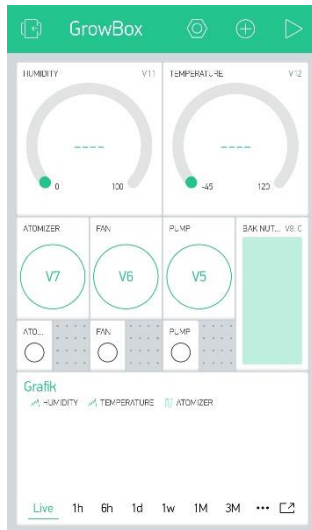 GrowBox
HUMIDITY V11 TEMPERATURE V12
---- ----
0 100 -45 120
ATOMIZER FAN PUMP BAK NUT... V8: C
V7 V6 V5
ATO... FAN PUMP
Grafik
HUMIDITY TEMPERATURE ATOMIZER
Live 1h 6h 1d 1w 1M 3M •••